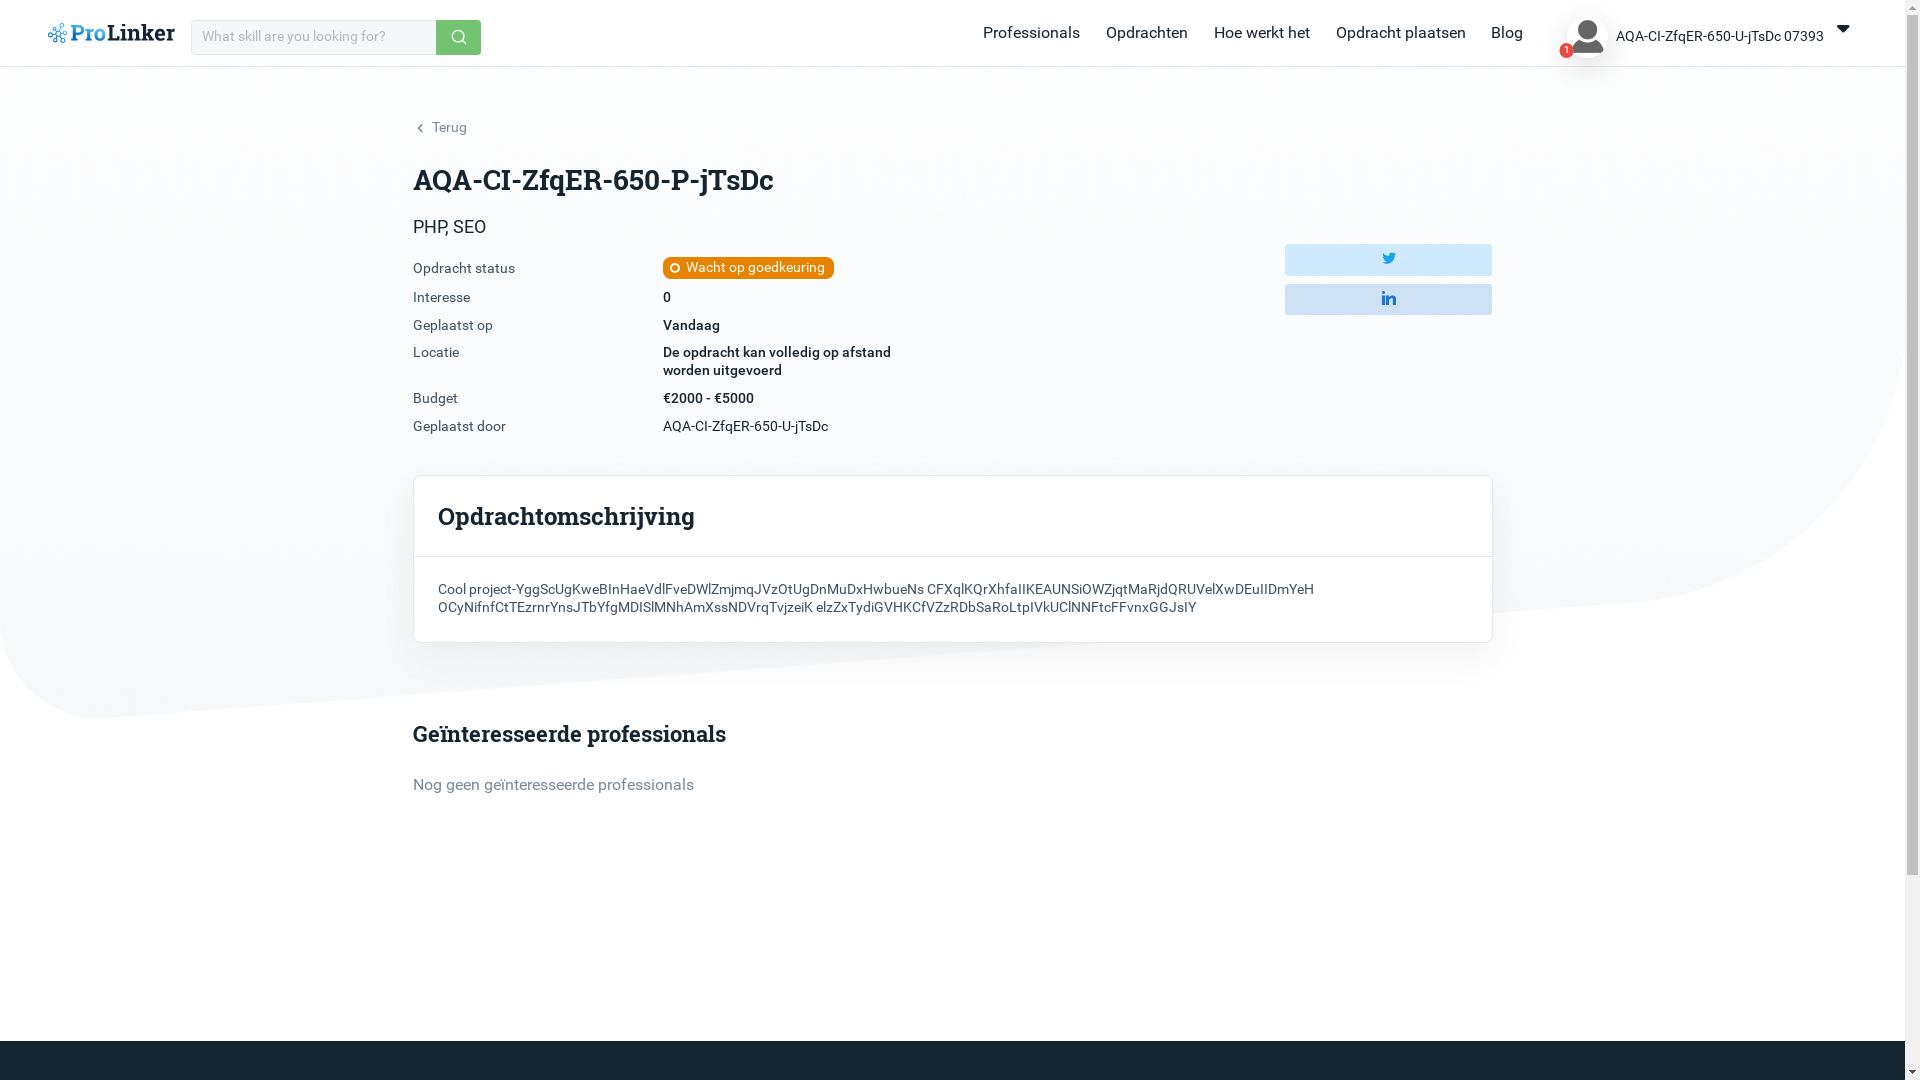 ProLinker
What skill are you looking for?
Professionals
Opdrachten
Hoe werkt het
Opdracht plaatsen
Blog
1
AQA-CI-ZfqER-650-U-jTsDc 07393
Terug
AQA-CI-ZfqER-650-P-jTsDc
PHP, SEO
Opdracht status
Wacht op goedkeuring
Interesse
0
Geplaatst op
Vandaag
Locatie
De opdracht kan volledig op afstand
worden uitgevoerd
Budget
€2000 - €5000
Geplaatst door
AQA-CI-ZfqER-650-U-jTsDc
Opdrachtomschrijving
Cool project-YggScUgKweBInHaeVdlFveDWlZmjmqJVzOtUgDnMuDxHwbueNs CFXqlKQrXhfaIIKEAUNSiOWZjqtMaRjdQRUVelXwDEuIIDmYeH
OCyNifnfCtTEzrnrYnsJTbYfgMDISlMNhAmXssNDVrqTvjzeiK elzZxTydiGVHKCfVZzRDbSaRoLtpIVkUClNNFtcFFvnxGGJsIY
Geïnteresseerde professionals
Nog geen geïnteresseerde professionals